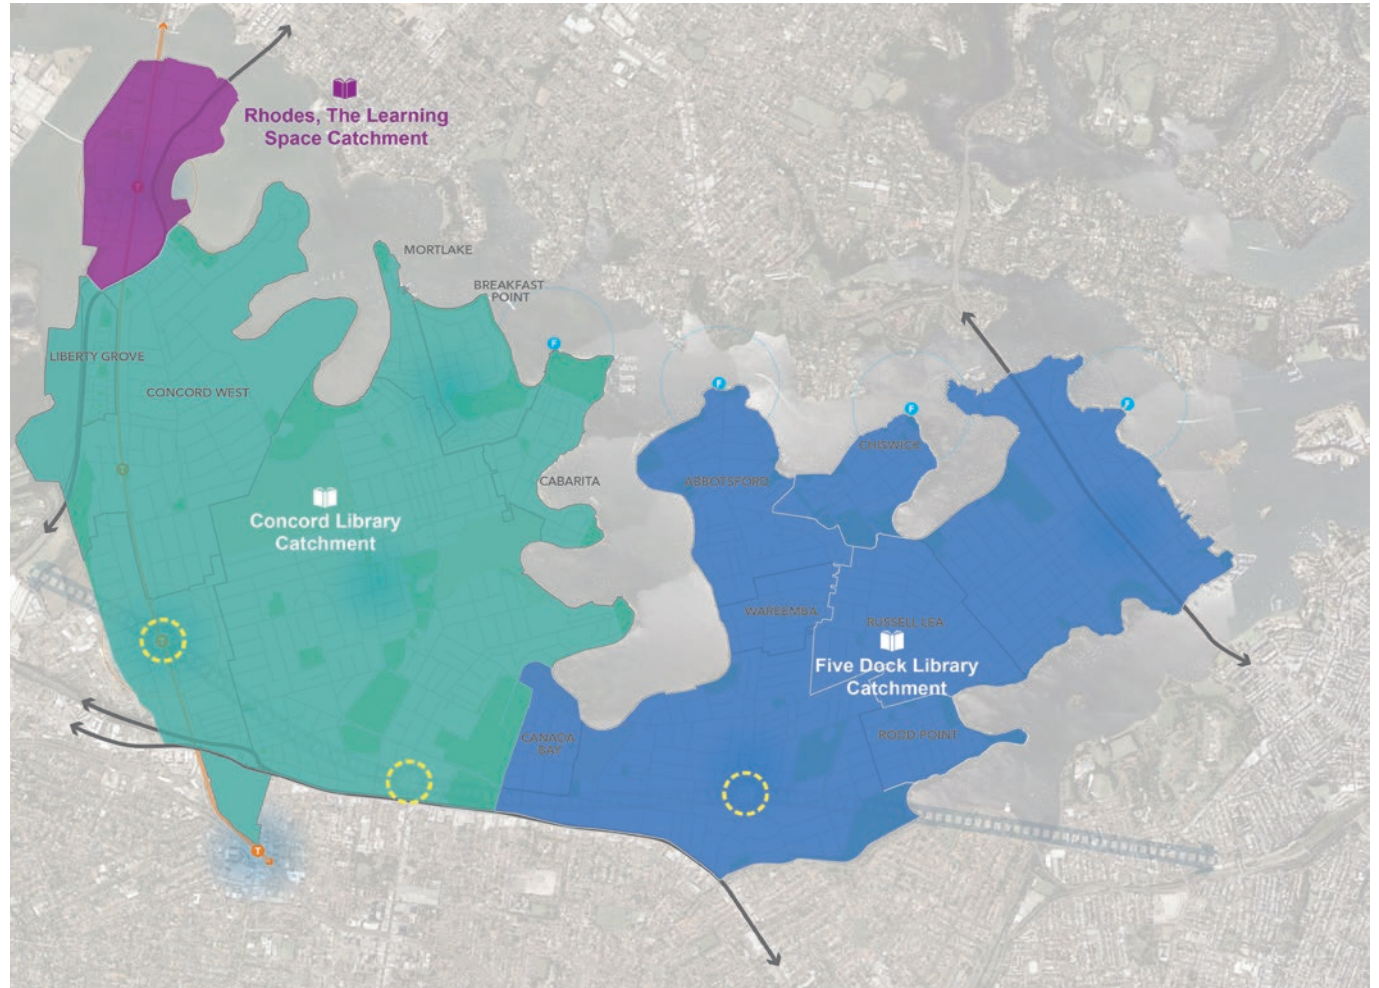 Rhodes, The Learning
Space Catchment
MORTLAKE
BREAKFAST
POINT
LIBERTY GROVE
CONCORD WEST
CABARITA
Concord Library
Catchment
CHISWICK
ABBOTSFORD
WAREEMBA
RUSSELL LEA
Five Dock Library
Catchment
CANADA
BAY
RODD POINT
T
T
T
T
F
F
F
F